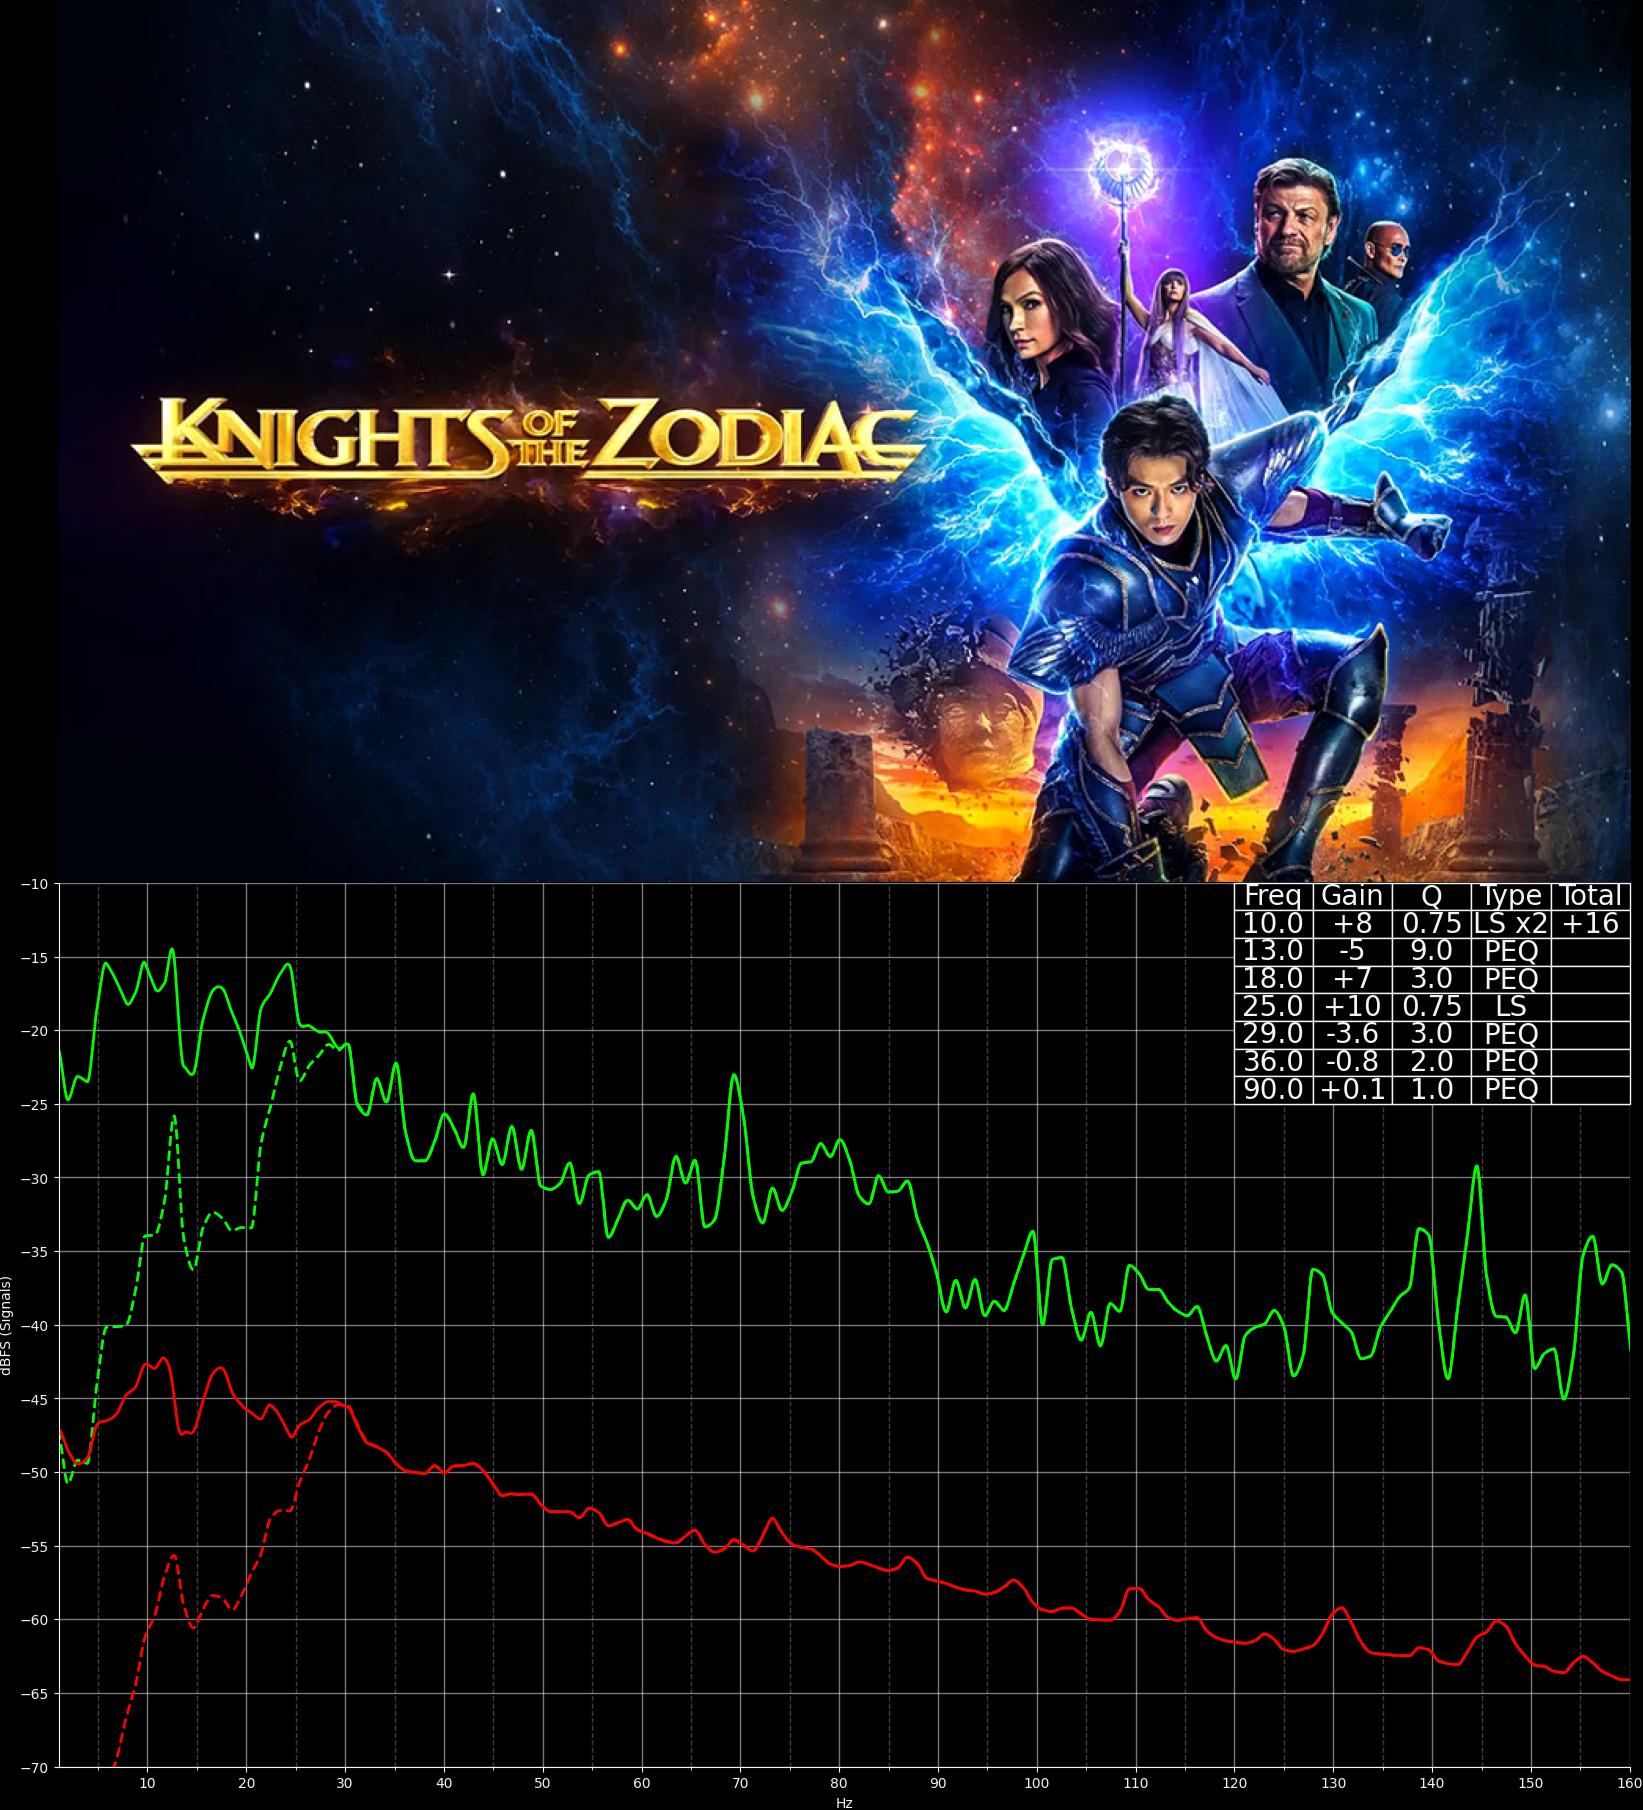 KNIGHTS OF THE ZODIAC
Freq Gain Q Type Total
10.0 +8 0.75 LS x2 +16
13.0 -5 9.0 PEQ
18.0 +7 3.0 PEQ
25.0 +10 0.75 LS
29.0 -3.6 3.0 PEQ
36.0 -0.8 2.0 PEQ
90.0 +0.1 1.0 PEQ
−10
−15
−20
−25
−30
−35
−40
−45
−50
−55
−60
−65
−70
dBFS (Signals)
10 20 30 40 50 60 70 80 90 100 110 120 130 140 150 160
Hz